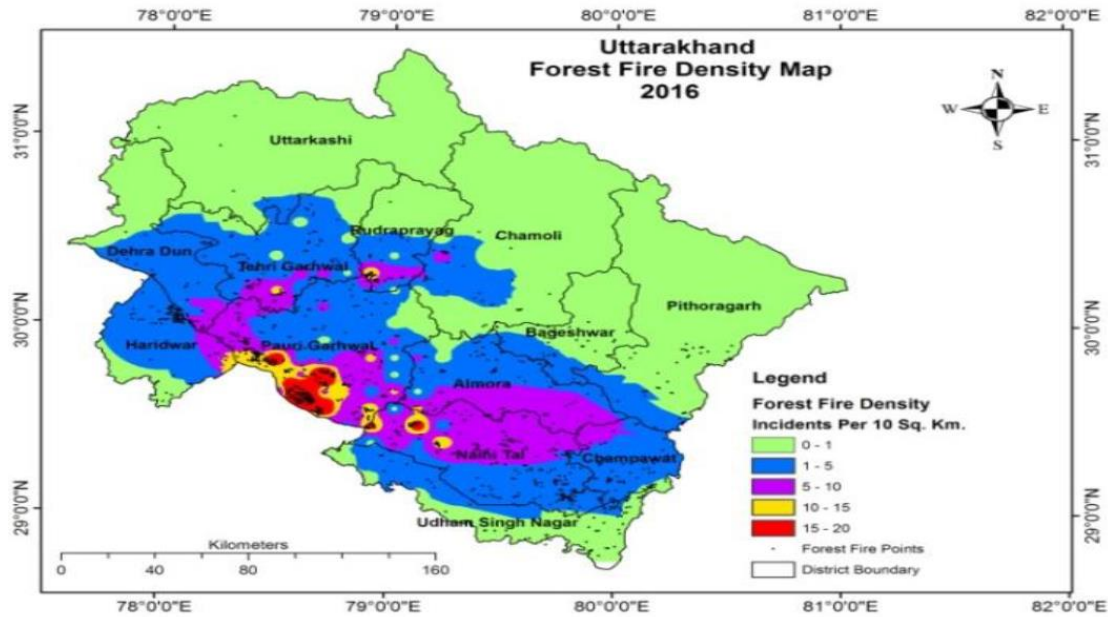 78°0'0"E 79°0'0"E 80°0'0"E 81°0'0"E 82°0'0"E
Uttarakhand
Forest Fire Density Map
2016
N
W E
S
31°0'0"N 31°0'0"N
Uttarkashi
Rudraprayag
Chamoli
Dehra Dun
Tehri Garhwal
Pithoragarh
30°0'0"N 30°0'0"N
Bageshwar
Haridwar
Pauri Garhwal
Almora
Legend
Forest Fire Density
Incidents Per 10 Sq. Km.
0 - 1
1 - 5
5 - 10
10 - 15
15 - 20
Forest Fire Points
District Boundary
Naini Tal
Champawat
29°0'0"N 29°0'0"N
Udham Singh Nagar
Kilometers
0 40 80 160
78°0'0"E 79°0'0"E 80°0'0"E 81°0'0"E 82°0'0"E